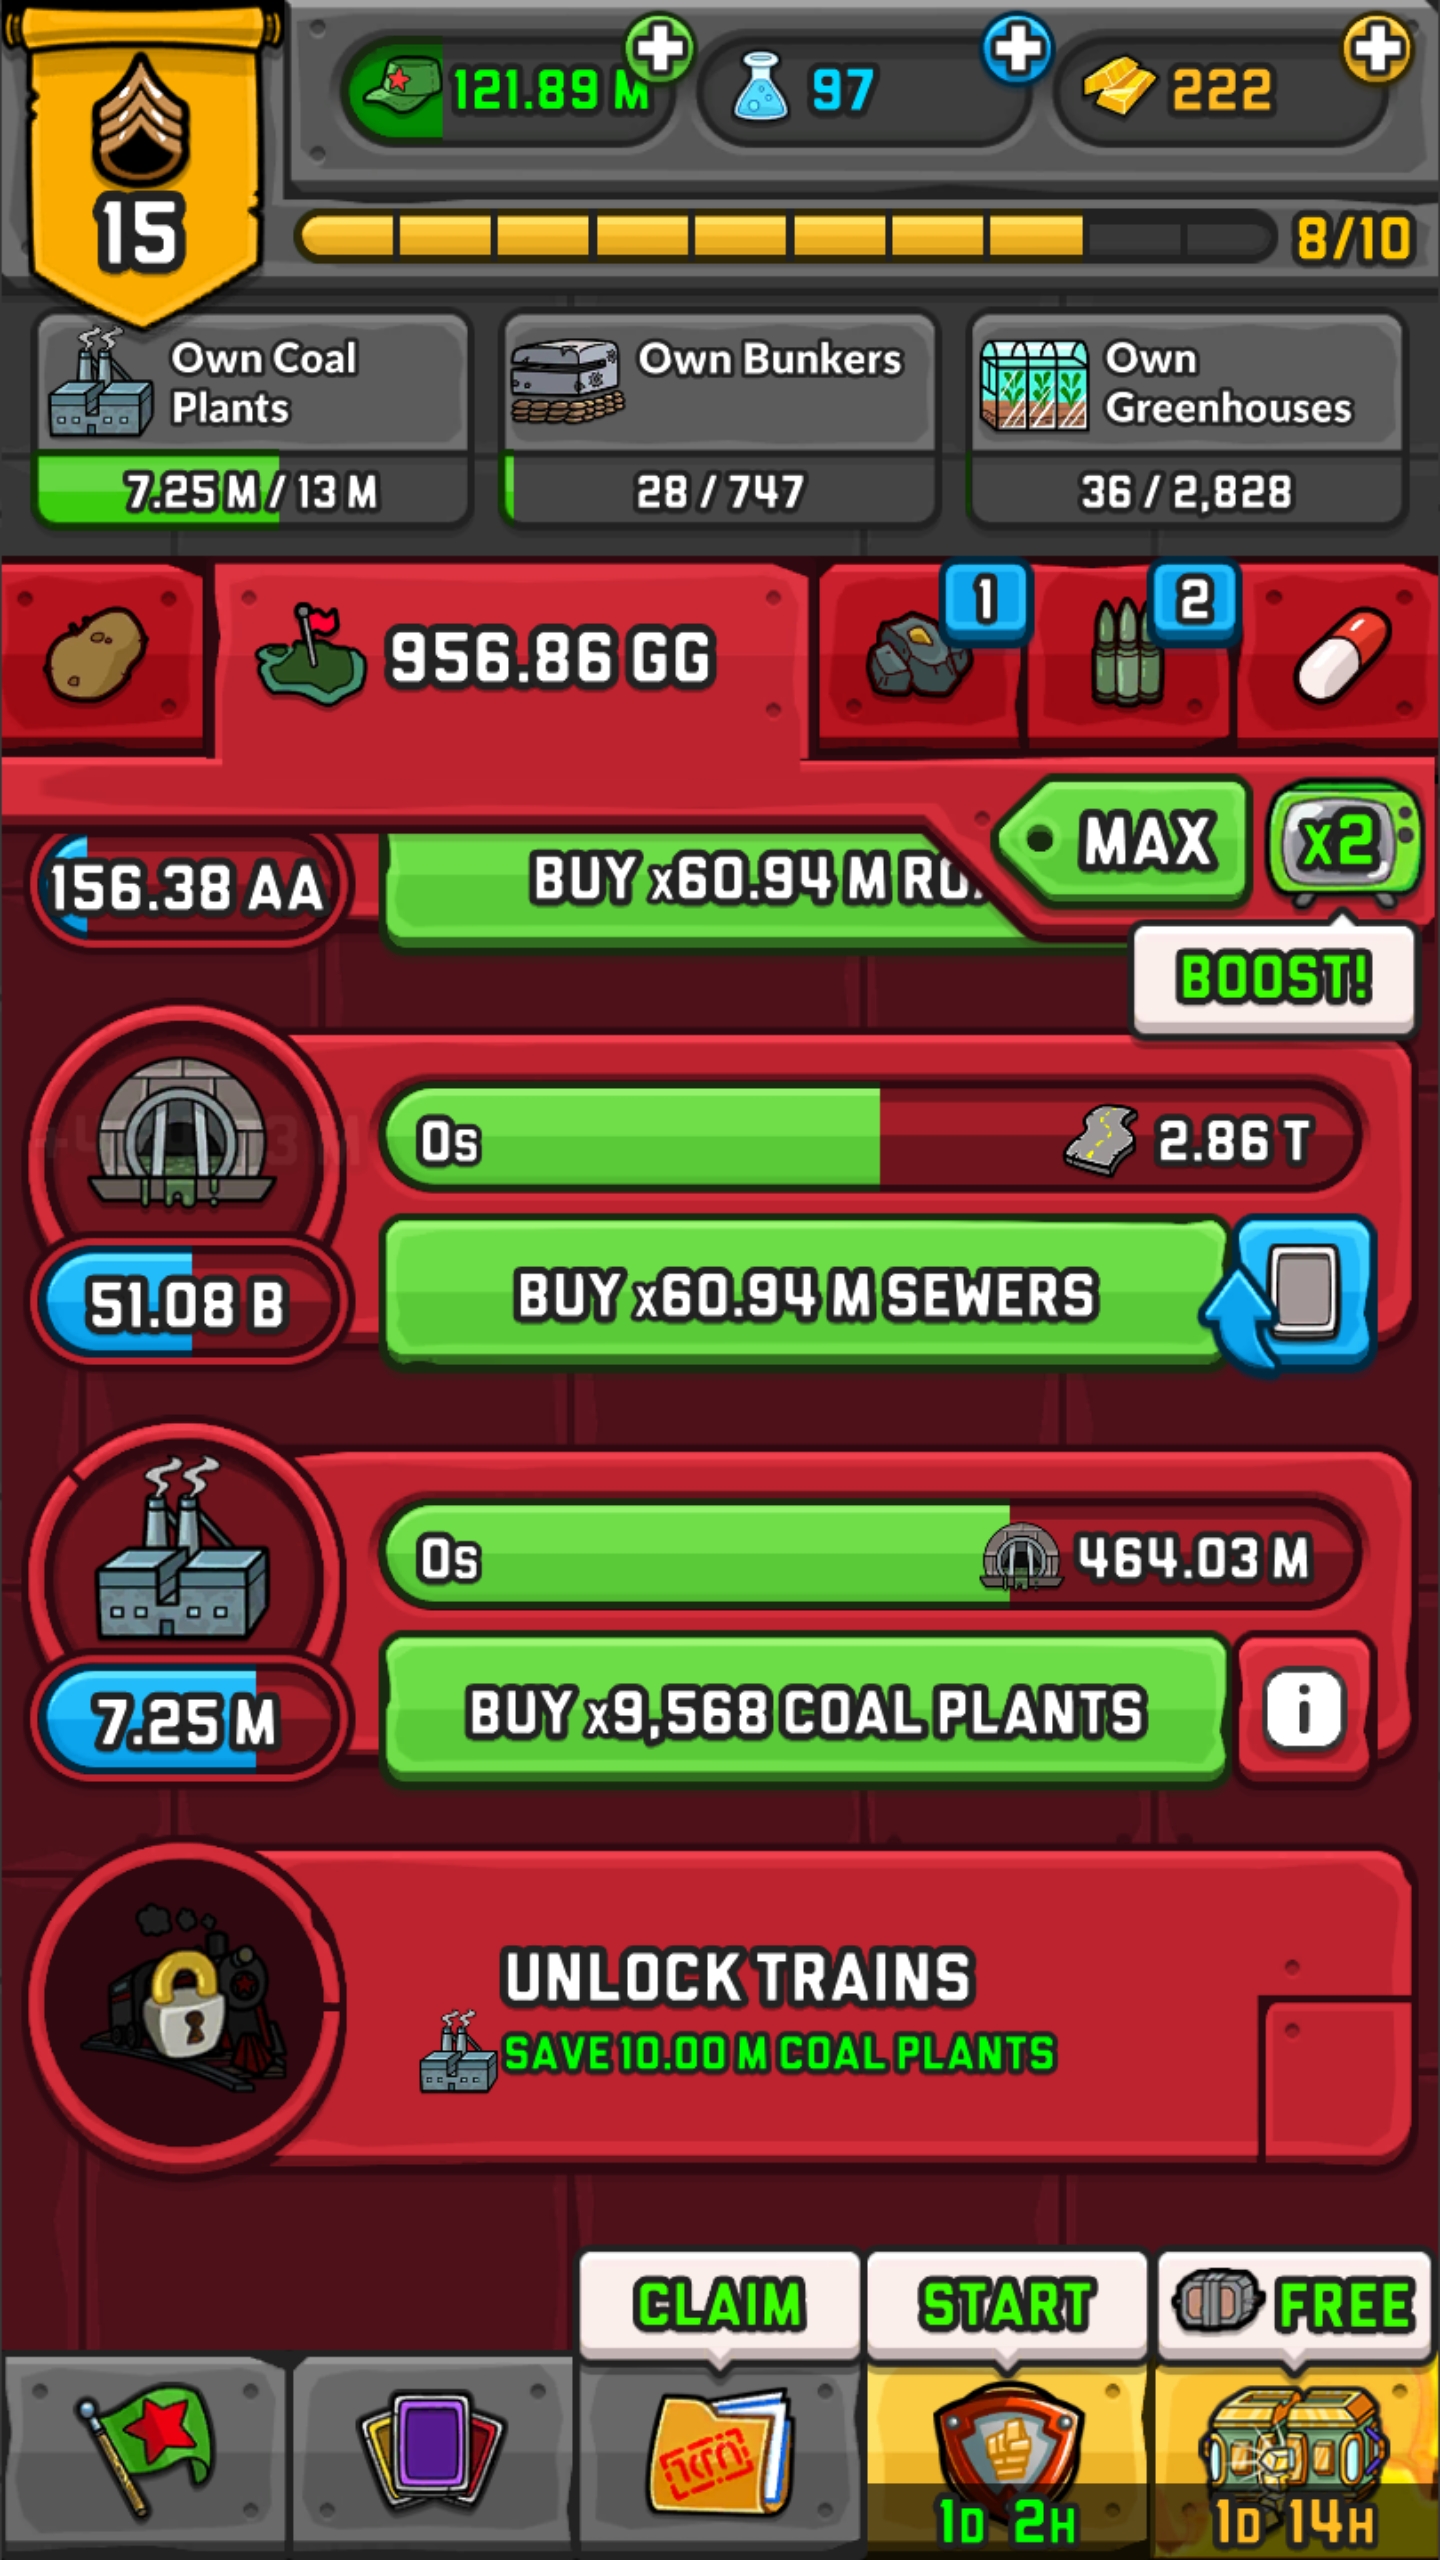 121.89 M
97
222
15
8/10
Own Coal
Plants
7.25 M / 13 M
Own Bunkers
28 / 747
Own
Greenhouses
36 / 2,828
956.86 GG
1
2
MAX
x2
BOOST!
156.38 AA
BUY x60.94 M
0s
2.86 T
51.08 B
BUY x60.94 M SEWERS
0s
464.03 M
7.25 M
BUY x9,568 COAL PLANTS
i
UNLOCK TRAINS
SAVE 10.00 M COAL PLANTS
CLAIM
START
FREE
1D 2H
1D 14H